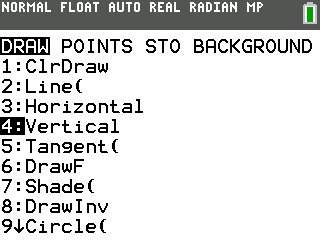 NORMAL FLOAT AUTO REAL RADIAN MP
DRAW POINTS STO BACKGROUND
1:ClrDraw
2:Line(
3:Horizontal
4:Vertical
5:Tangent(
6:DrawF
7:Shade(
8:DrawInv
9↓Circle(